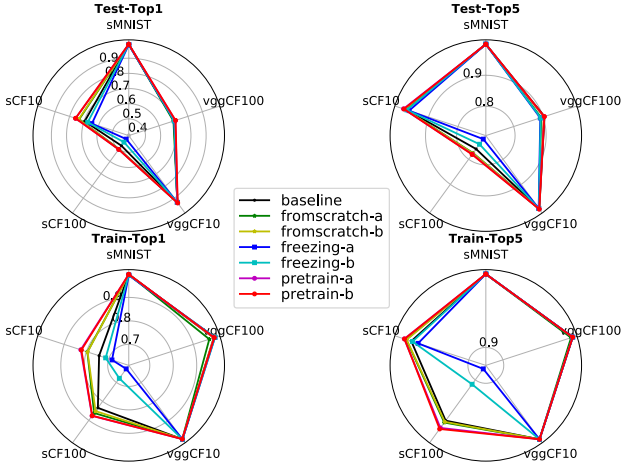 Test-Top1
sMNIST
0.9
0.8
0.7
0.6
0.5
0.4
sCF10
vggCF100
sCF100
vggCF10
Test-Top5
sMNIST
0.9
0.8
sCF10
vggCF100
sCF100
vggCF10
baseline
fromscratch-a
fromscratch-b
freezing-a
freezing-b
pretrain-a
pretrain-b
Train-Top1
sMNIST
0.9
0.8
0.7
sCF10
vggCF100
sCF100
vggCF10
Train-Top5
sMNIST
0.9
sCF10
vggCF100
sCF100
vggCF10